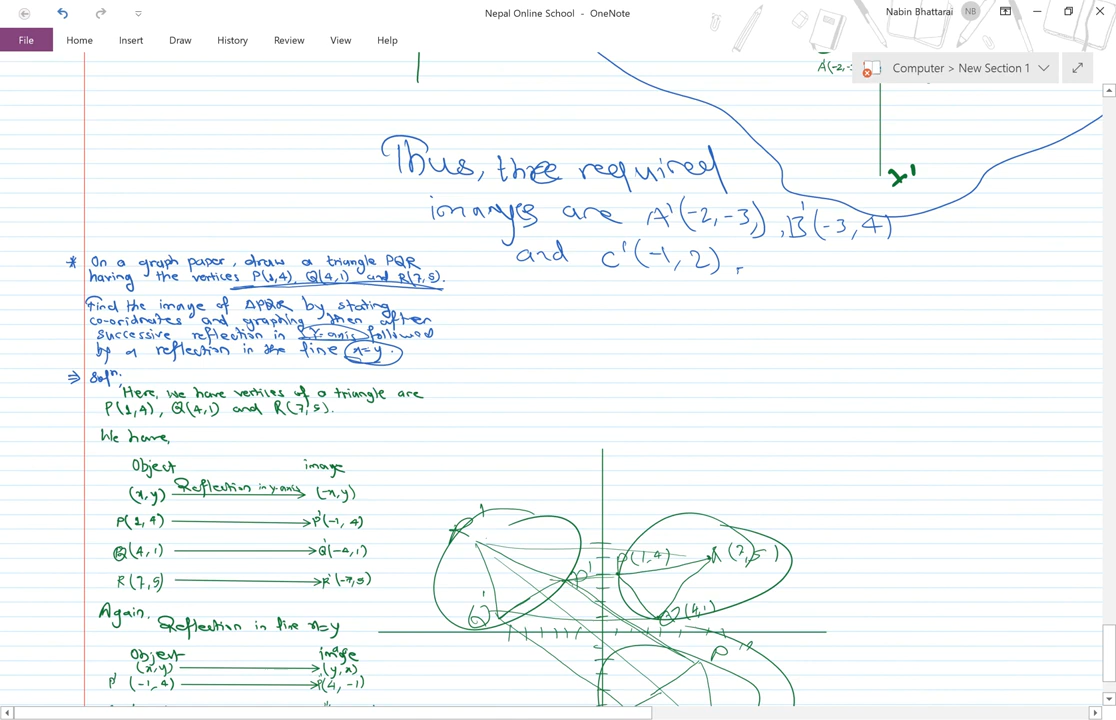 Nepal Online School - OneNote
Nabin Bhattarai NB
File Home Insert Draw History Review View Help
Computer > New Section 1
A(-2,-3
x'
Thus, three required
images are A'(-2,-3), B'(-3,4)
and C'(-1,2).
* On a graph paper, draw a triangle PQR
having the vertices P(1,4), Q(4,1) and R(7,5).
Find the image of ΔPQR by stating
co-oridnates and graphing then after
successive reflection in Y-axis followed
by a reflection in the line x=y.
⇒ Solⁿ,
Here, we have vertices of a triangle are
P(1,4), Q(4,1) and R(7,5).
We have,
Object image
(x,y) Reflection in y-axis (-x,y)
P(1,4) P'(-1,4)
Q(4,1) Q'(-4,1)
R(7,5) R'(-7,5)
Again, Reflection in line x=y
Object image
(x,y) (y,x)
P' (-1,4) (4,-1)
R' P' P(1,4) R(7,5)
Q' Q(4,1)
P''